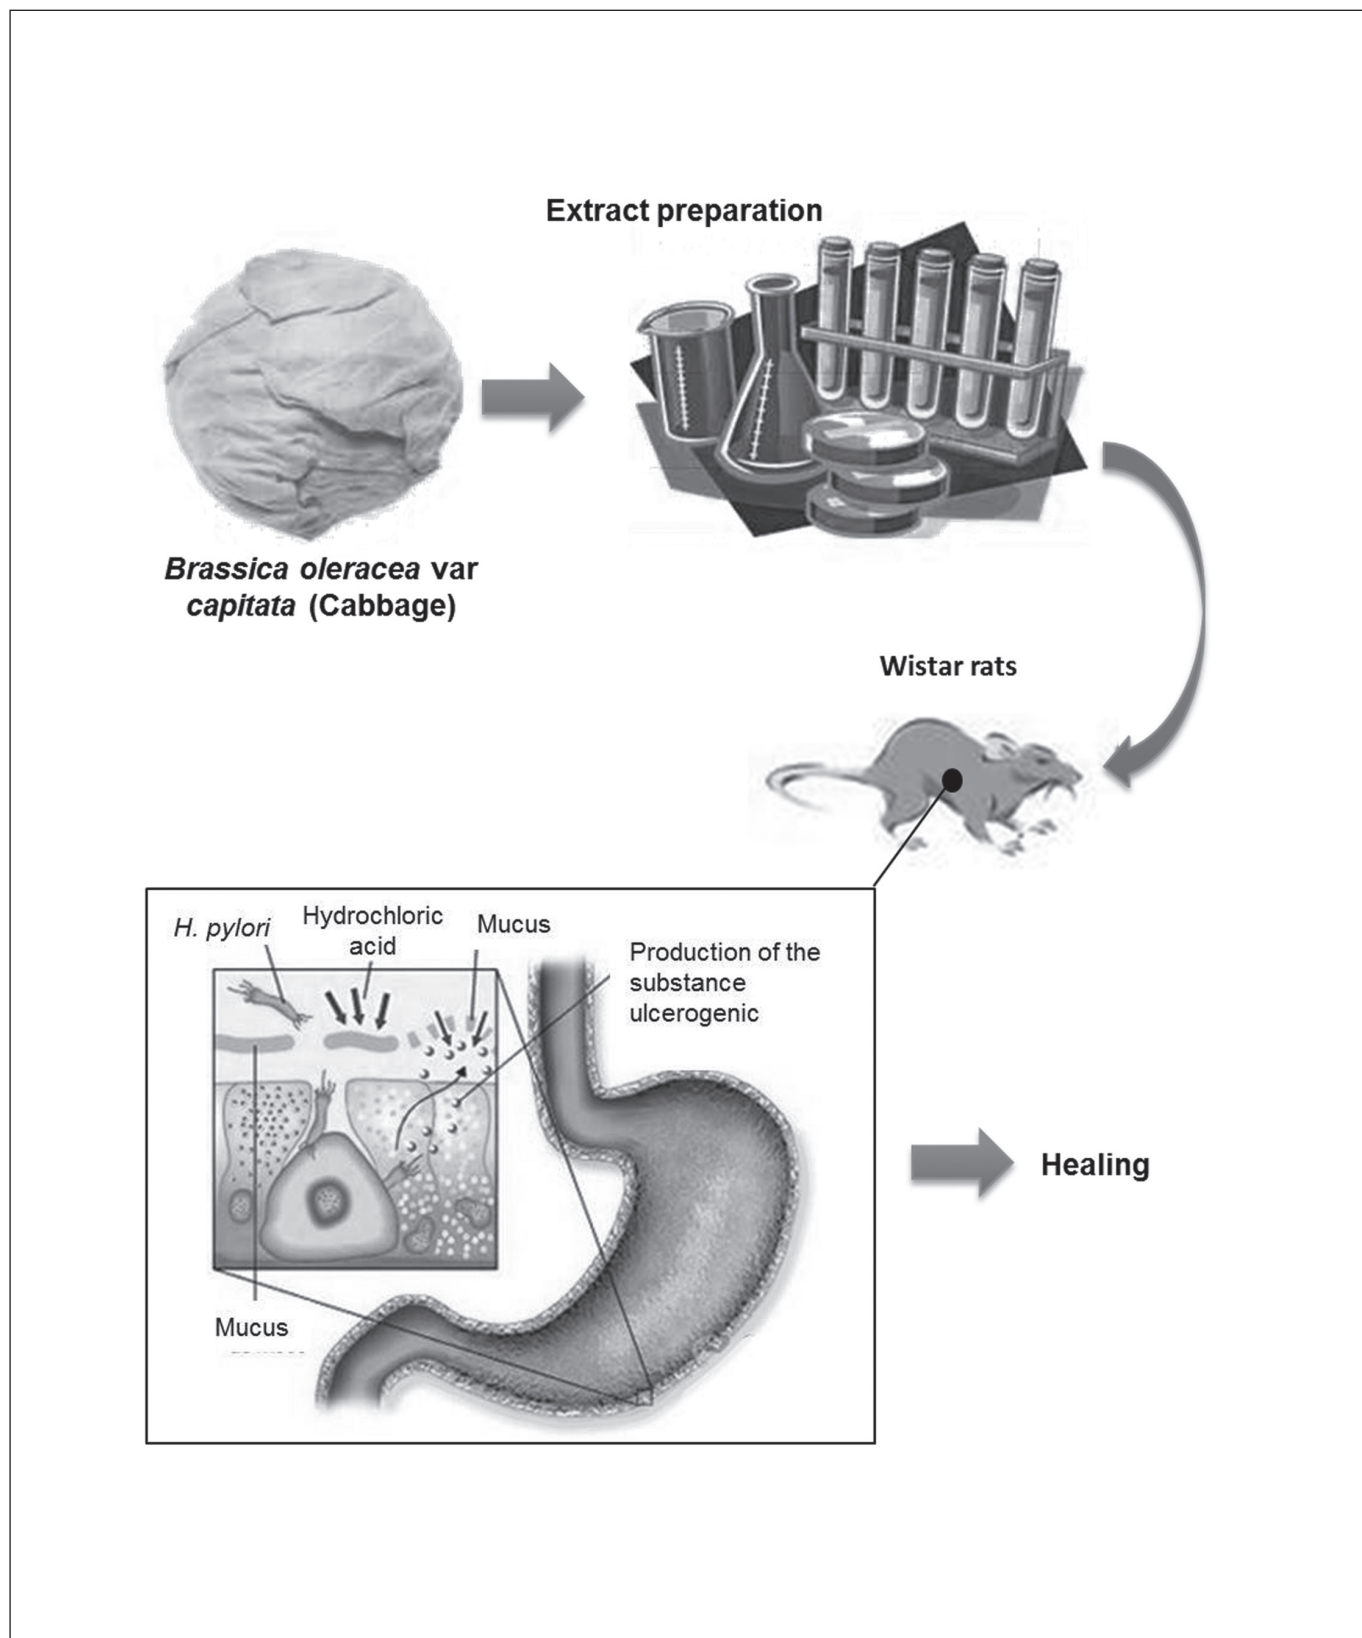 Extract preparation
Brassica oleracea var
capitata (Cabbage)
Wistar rats
H. pylori
Hydrochloric
acid
Mucus
Production of the
substance
ulcerogenic
Healing
Mucus